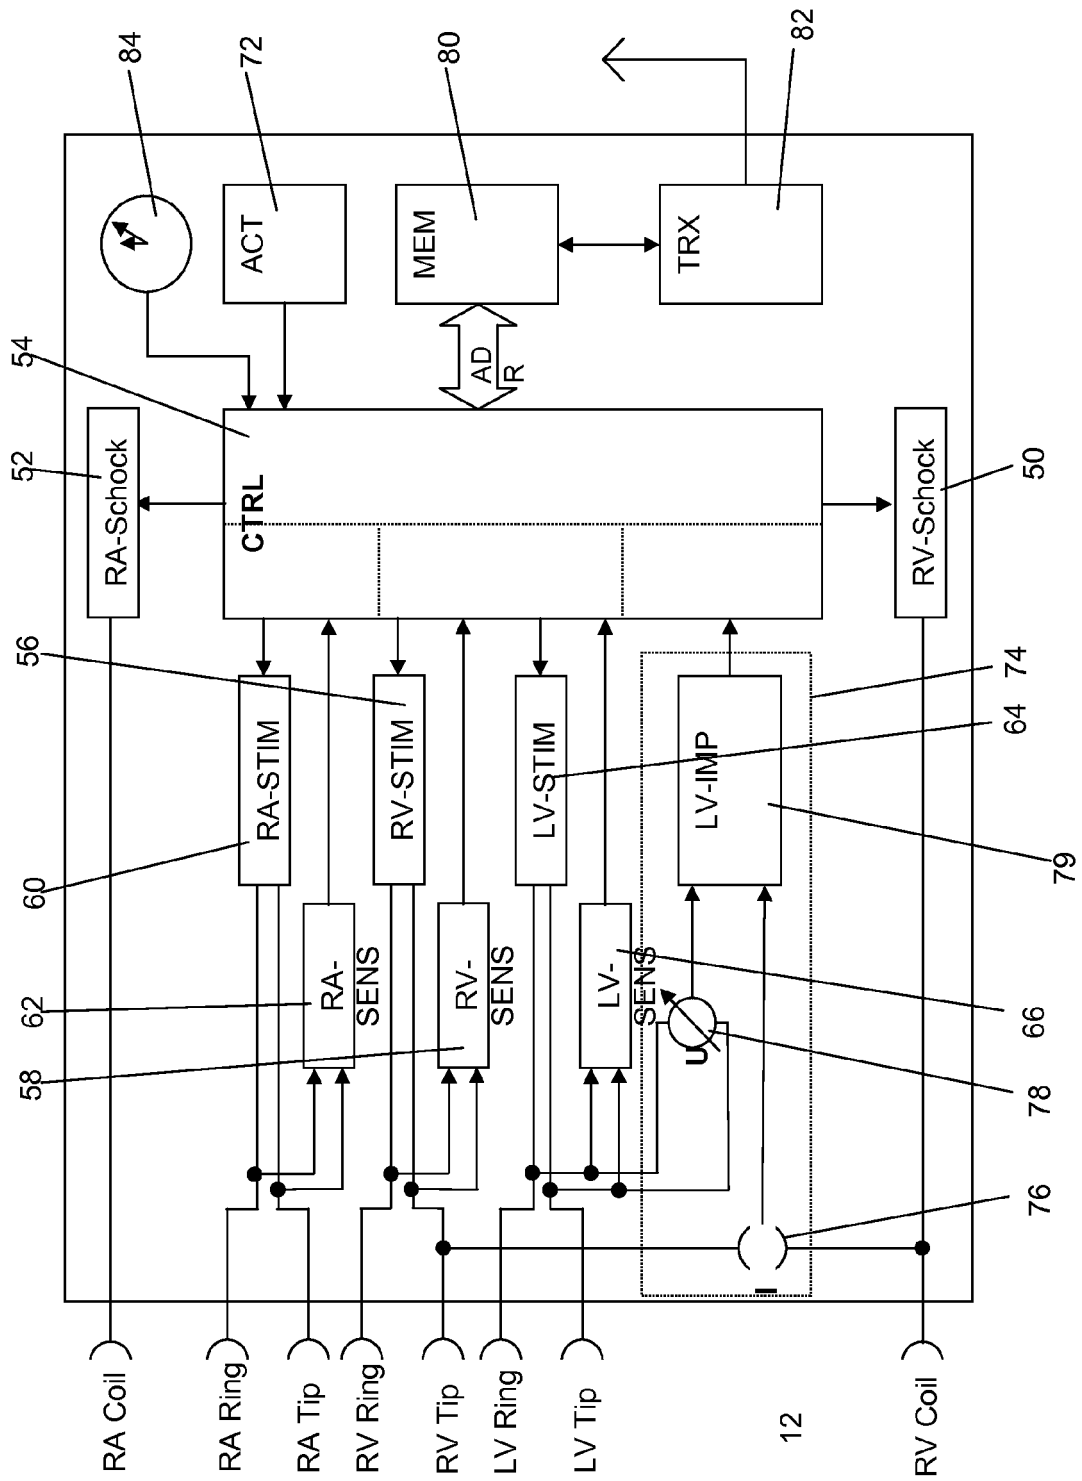 RA Coil
RA Ring
RA Tip
RV Ring
RV Tip
LV Ring
LV Tip
12
RV Coil
52
RA-Schock
54
CTRL
84
72
ACT
80
MEM
AD
R
TRX
82
60
RA-STIM
62
RA-
SENS
56
RV-STIM
58
RV-
SENS
LV-STIM
64
LV-
SENS
66
LV-IMP
74
79
U
78
I
76
RV-Schock
50